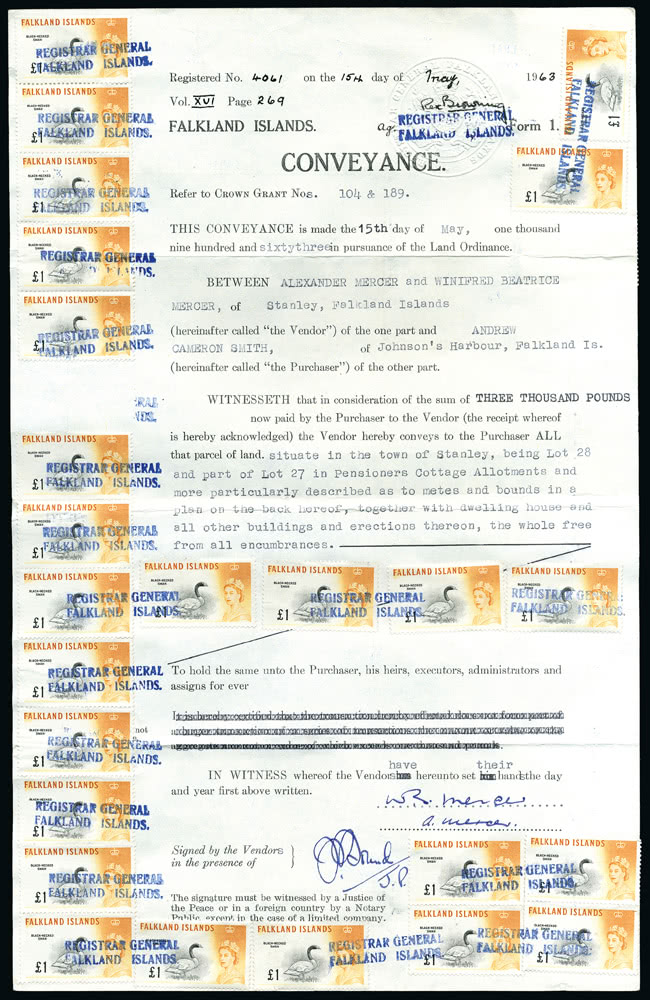 Registered No. 4061 on the 15th day of May, 1963
Vol. XVI Page 269
Rex Browning
REGISTRAR GENERAL
FALKLAND ISLANDS.
FALKLAND ISLANDS. Form 1.
CONVEYANCE.
Refer to CROWN GRANT Nos. 104 & 189.
THIS CONVEYANCE is made the 15th day of May, one thousand
nine hundred and sixtythree in pursuance of the Land Ordinance.
BETWEEN ALEXANDER MERCER and WINIFRED BEATRICE
MERCER, of Stanley, Falkland Islands
(hereinafter called "the Vendor") of the one part and ANDREW
CAMERON SMITH, of Johnson's Harbour, Falkland Is.
(hereinafter called "the Purchaser") of the other part.
WITNESSETH that in consideration of the sum of THREE THOUSAND POUNDS
now paid by the Purchaser to the Vendor (the receipt whereof
is hereby acknowledged) the Vendor hereby conveys to the Purchaser ALL
that parcel of land. situate in the town of Stanley, being Lot 28
and part of Lot 27 in Pensioners Cottage Allotments and
more particularly described as to metes and bounds in a
plan on the back hereof, together with dwelling house and
all other buildings and erections thereon, the whole free
from all encumbrances.
To hold the same unto the Purchaser, his heirs, executors, administrators and
assigns for ever
not
have their
IN WITNESS whereof the Vendors hereunto set hands the day
and year first above written.
W.B. Mercer
A. Mercer.
Signed by the Vendors
in the presence of
J.P.
The signature must be witnessed by a Justice of
the Peace or in a foreign country by a Notary
Public except in the case of a limited company.
FALKLAND ISLANDS
BLACK-NECKED
SWAN
£1
REGISTRAR GENERAL
FALKLAND ISLANDS.